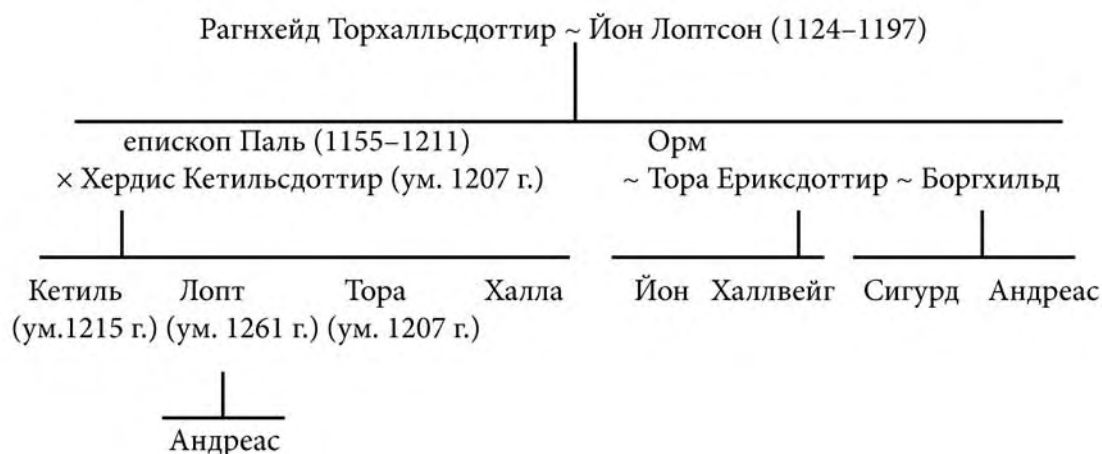 Рагнхейд Торхалльсдоттир ~ Йон Лоптсон (1124–1197)
епископ Паль (1155–1211) Орм
× Хердис Кетильсдоттир (ум. 1207 г.) ~ Тора Ериксдоттир ~ Боргхильд
Кетиль Лопт Тора Халла Йон Халлвейг Сигурд Андреас
(ум.1215 г.) (ум. 1261 г.) (ум. 1207 г.)
Андреас